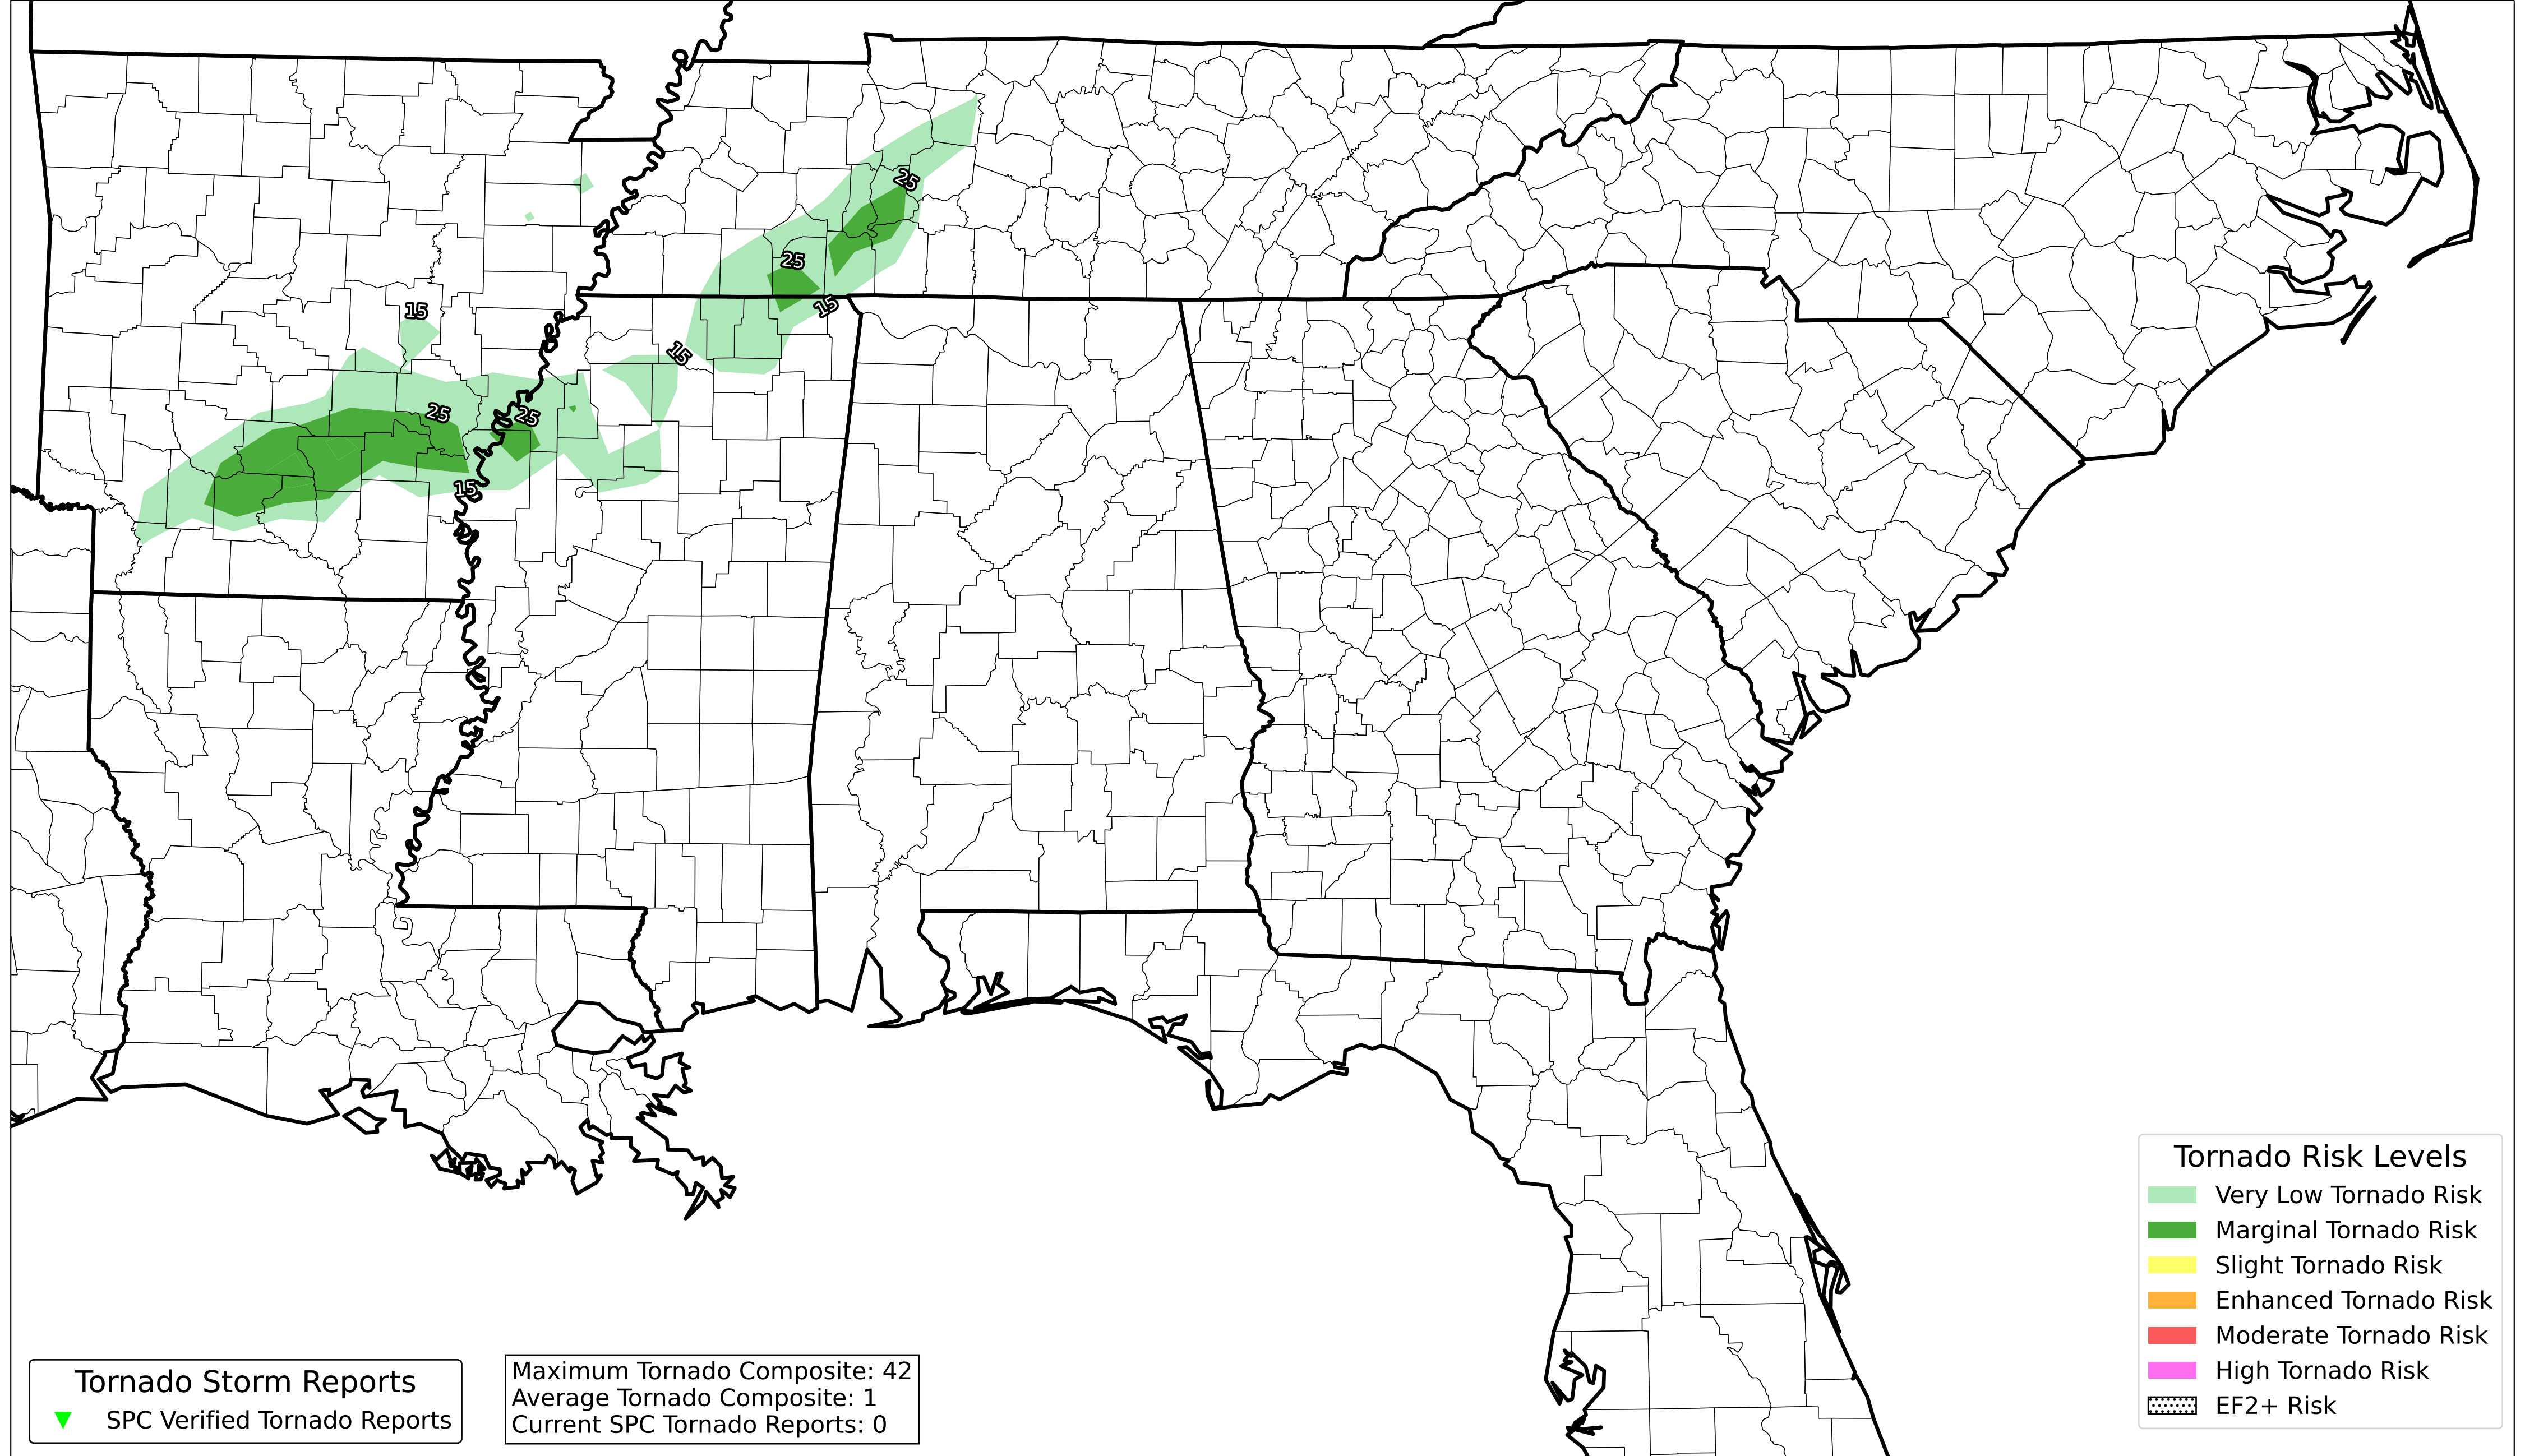 25
25
15
15
15
25
25
15
Tornado Risk Levels
Very Low Tornado Risk
Marginal Tornado Risk
Slight Tornado Risk
Enhanced Tornado Risk
Moderate Tornado Risk
High Tornado Risk
EF2+ Risk
Tornado Storm Reports
SPC Verified Tornado Reports
Maximum Tornado Composite: 42
Average Tornado Composite: 1
Current SPC Tornado Reports: 0